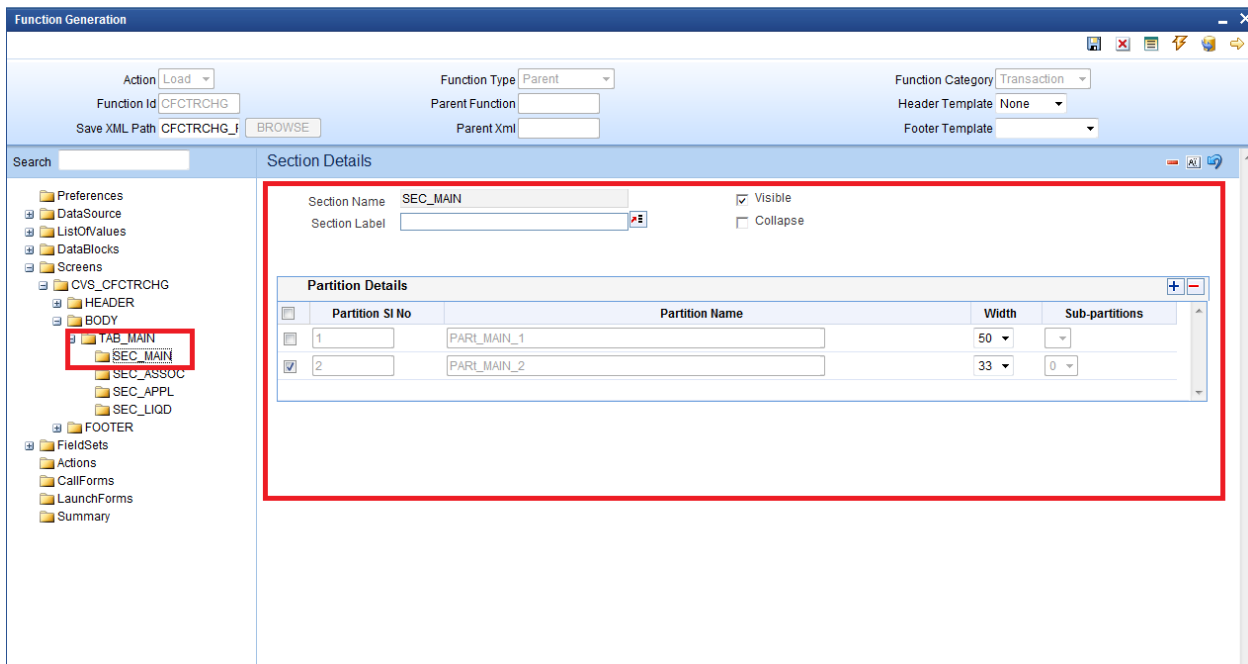 Function Generation
Action Load Function Type Parent Function Category Transaction
Function Id CFCTRCHG Parent Function Header Template None
Save XML Path CFCTRCHG_ BROWSE Parent Xml Footer Template
Search Section Details
Preferences
DataSource
ListOfValues
DataBlocks
Screens
CVS_CFCTRCHG
HEADER
BODY
TAB_MAIN
SEC_MAIN
SEC_ASSOC
SEC_APPL
SEC_LIQD
FOOTER
FieldSets
Actions
CallForms
LaunchForms
Summary
Section Name SEC_MAIN Visible
Section Label Collapse
Partition Details
Partition Sl No Partition Name Width Sub-partitions
1 PARt_MAIN_1 50
2 PARt_MAIN_2 33 0